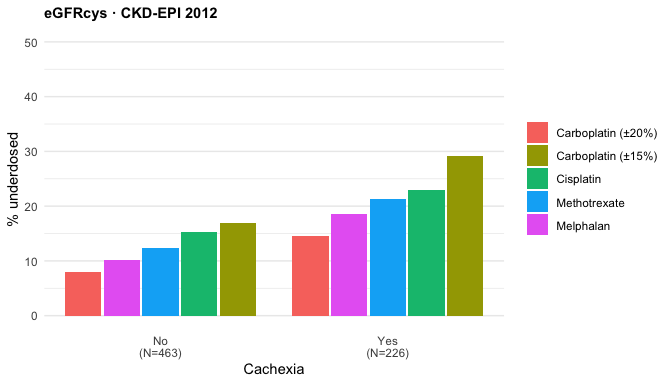 eGFRcys · CKD-EPI 2012
% underdosed
50
40
30
20
10
0
No
(N=463)
Yes
(N=226)
Cachexia
Carboplatin (±20%)
Carboplatin (±15%)
Cisplatin
Methotrexate
Melphalan